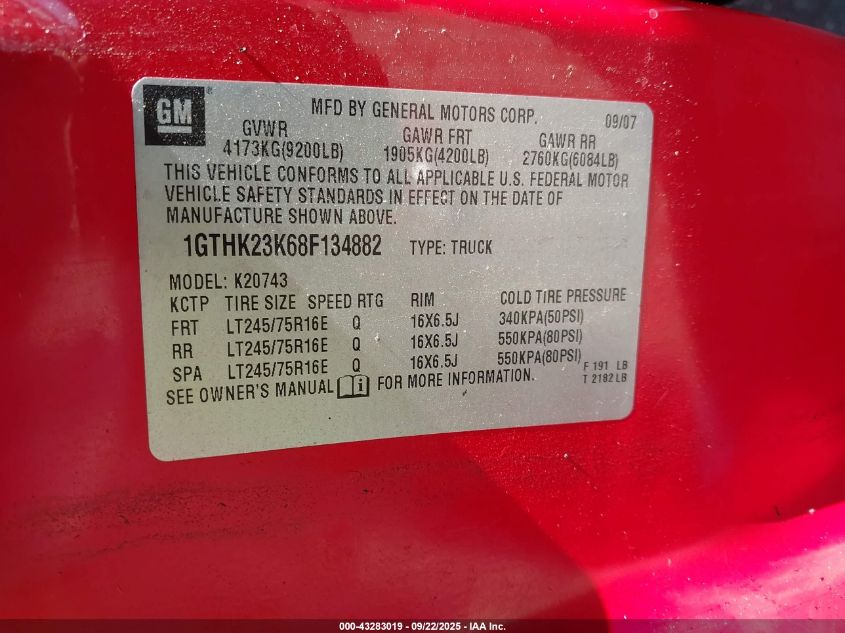 GM ®
MFD BY GENERAL MOTORS CORP. 09/07
GVWR GAWR FRT GAWR RR
4173KG(9200LB) 1905KG(4200LB) 2760KG(6084LB)
THIS VEHICLE CONFORMS TO ALL APPLICABLE U.S. FEDERAL MOTOR
VEHICLE SAFETY STANDARDS IN EFFECT ON THE DATE OF
MANUFACTURE SHOWN ABOVE.
1GTHK23K68F134882 TYPE: TRUCK
MODEL: K20743
KCTP TIRE SIZE SPEED RTG RIM COLD TIRE PRESSURE
FRT LT245/75R16E Q 16X6.5J 340KPA(50PSI)
RR LT245/75R16E Q 16X6.5J 550KPA(80PSI)
SPA LT245/75R16E Q 16X6.5J 550KPA(80PSI)
F 191 LB
SEE OWNER'S MANUAL FOR MORE INFORMATION. T 2182 LB
000-43283019 - 09/22/2025 - IAA Inc.